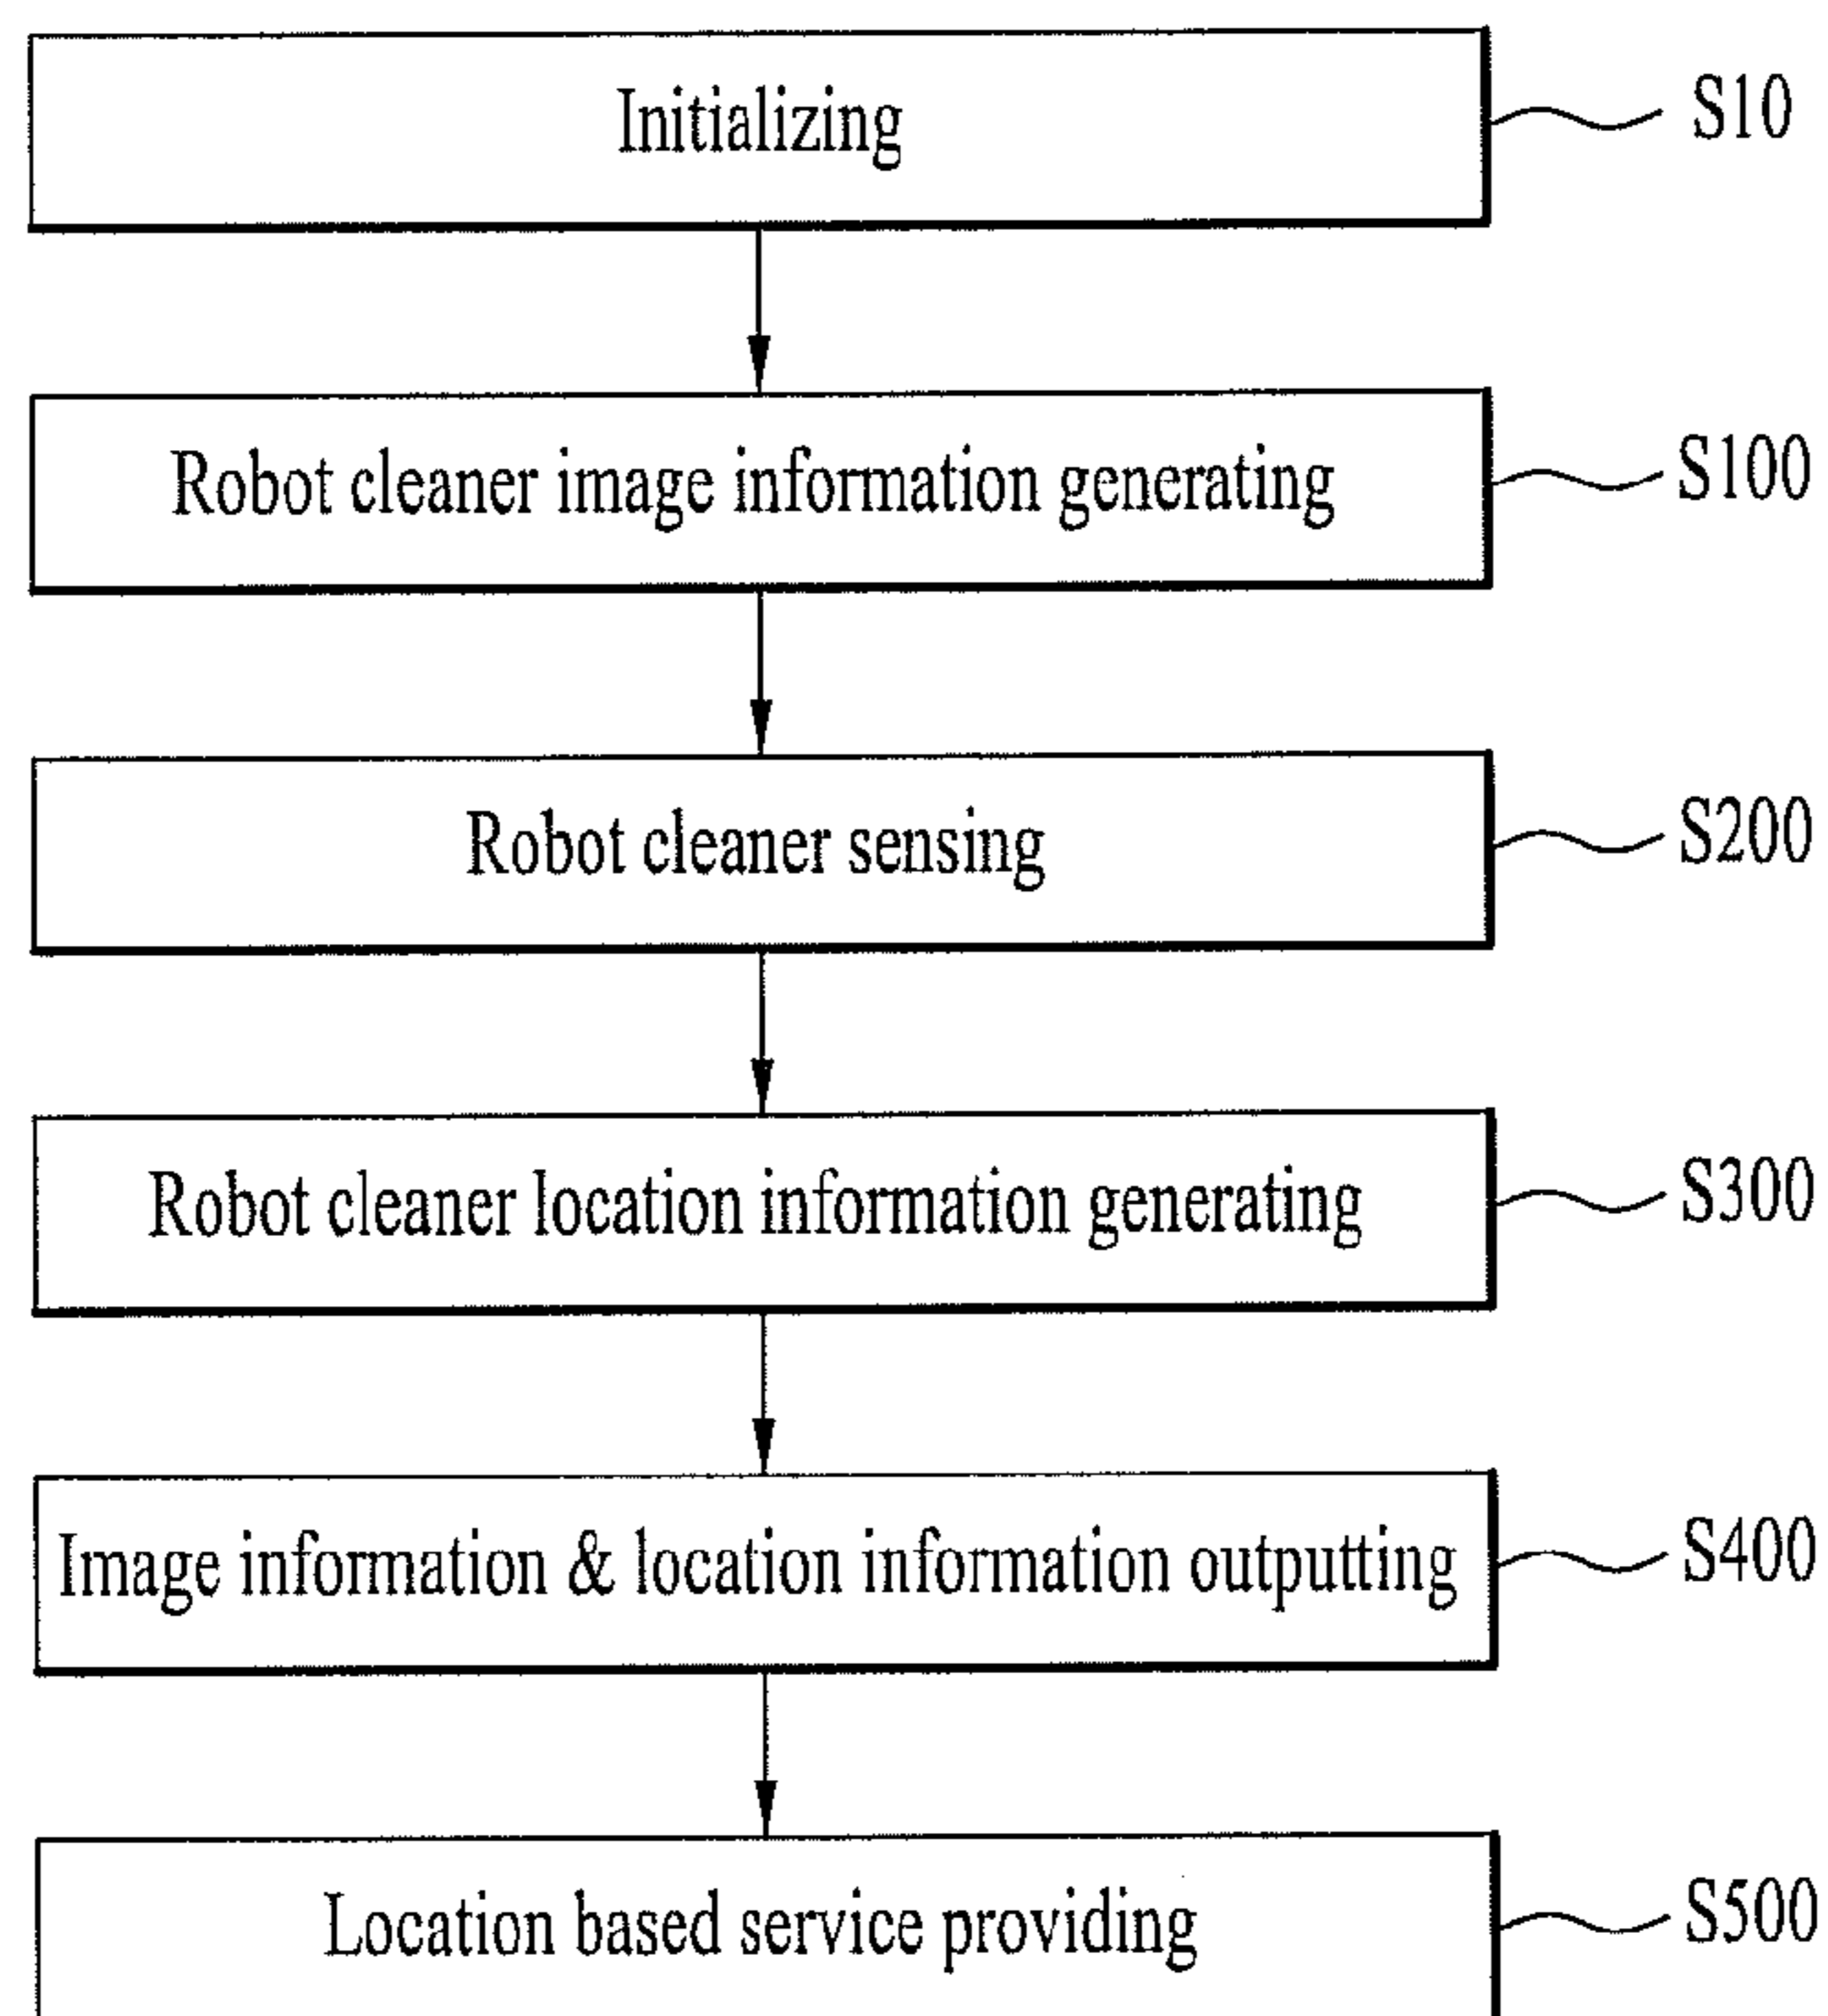 Initializing
S10
Robot cleaner image information generating
S100
Robot cleaner sensing
S200
Robot cleaner location information generating
S300
Image information & location information outputting
S400
Location based service providing
S500